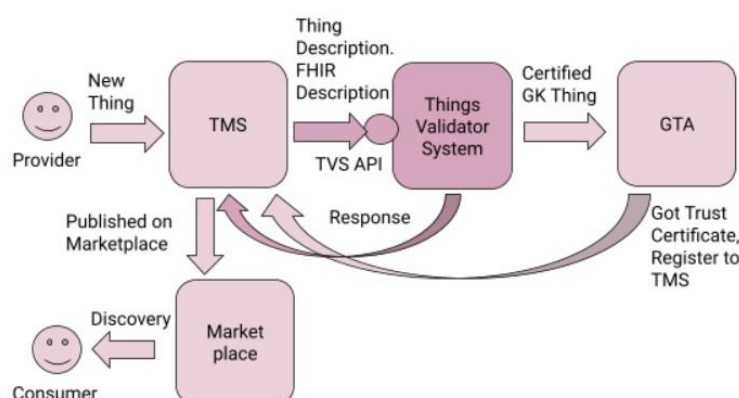 Thing
Description.
FHIR
Description
New
Thing
Provider
TMS
TVS API
Things
Validator
System
Certified
GK Thing
GTA
Published on
Marketplace
Response
Got Trust
Certificate,
Register to
TMS
Discovery
Market
place
Consumer